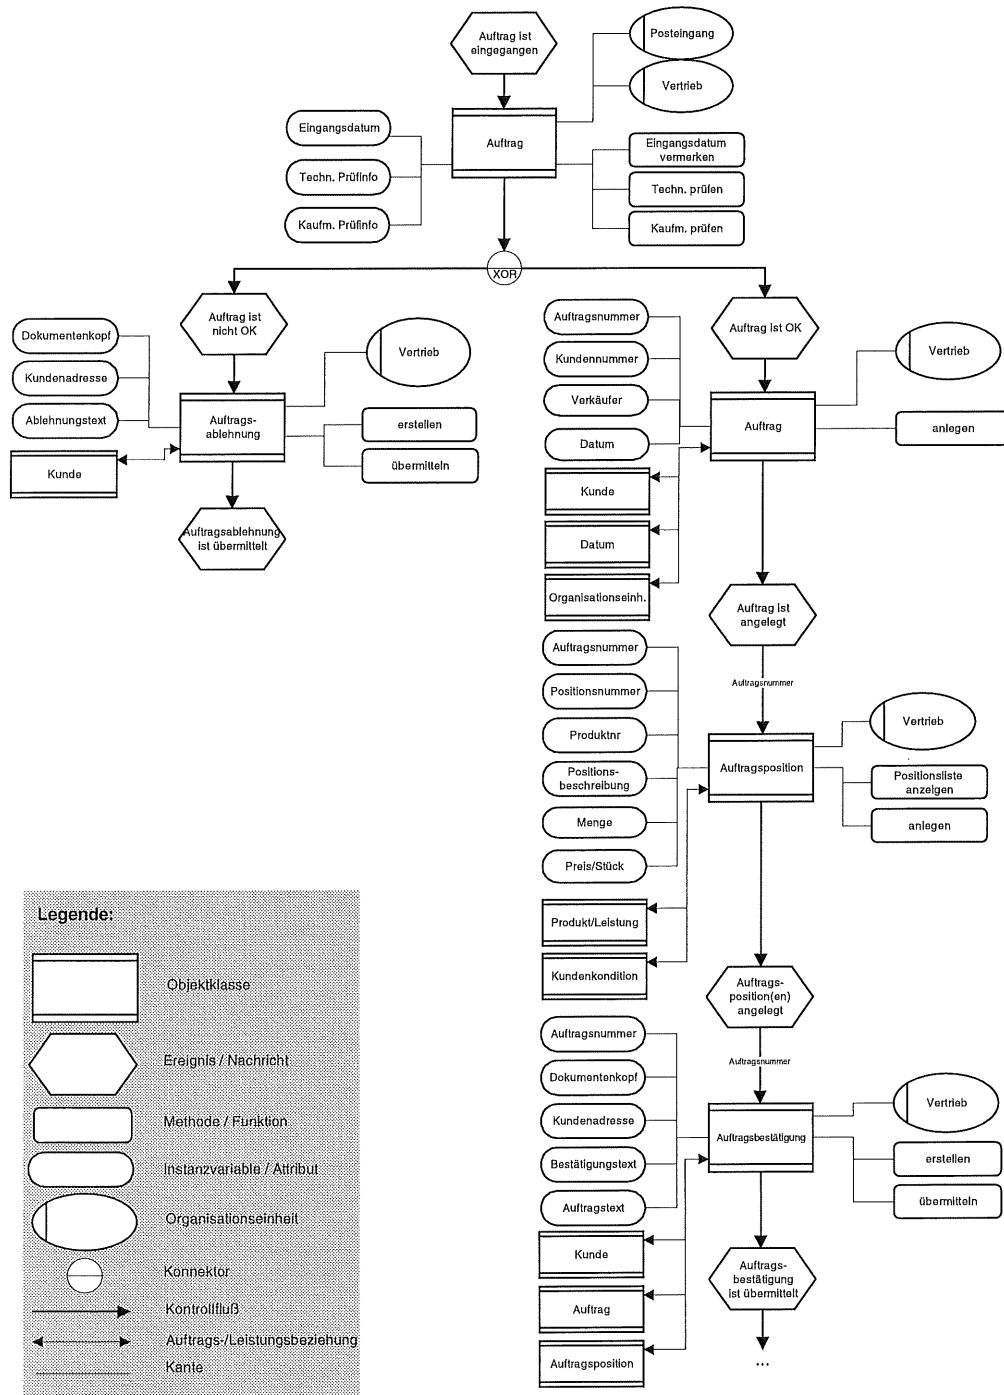 Auftrag ist
eingegangen
Posteingang
Vertrieb
Auftrag
Eingangsdatum
Techn. Prüfinfo
Kaufm. Prüfinfo
Eingangsdatum
vermerken
Techn. prüfen
Kaufm. prüfen
XOR
Auftrag ist
nicht OK
Dokumentenkopf
Kundenadresse
Ablehnungstext
Kunde
Auftrags-
ablehnung
Vertrieb
erstellen
übermitteln
Auftragsablehnung
ist übermittelt
Auftrag ist OK
Auftragsnummer
Kundennummer
Verkäufer
Datum
Kunde
Datum
Organisationseinh.
Auftrag
Vertrieb
anlegen
Auftrag ist
angelegt
Auftragsnummer
Auftragsnummer
Positionsnummer
Produktnr
Positions-
beschreibung
Menge
Preis/Stück
Produkt/Leistung
Kundenkondition
Auftragsposition
Vertrieb
Positionsliste
anzeigen
anlegen
Auftrags-
position(en)
angelegt
Auftragsnummer
Auftragsnummer
Dokumentenkopf
Kundenadresse
Bestätigungstext
Auftragstext
Kunde
Auftrag
Auftragsposition
Auftragsbestätigung
Vertrieb
erstellen
übermitteln
Auftrags-
bestätigung
ist übermittelt
...
Legende:
Objektklasse
Ereignis / Nachricht
Methode / Funktion
Instanzvariable / Attribut
Organisationseinheit
Konnektor
Kontrollfluß
Auftrags-/Leistungsbeziehung
Kante